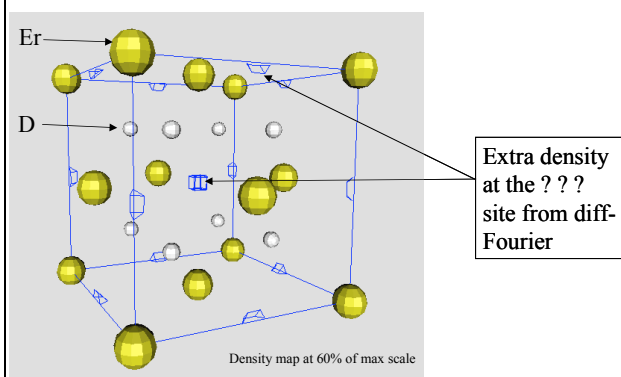 Er
D
Extra density
at the ? ? ?
site from diff-
Fourier
Density map at 60% of max scale